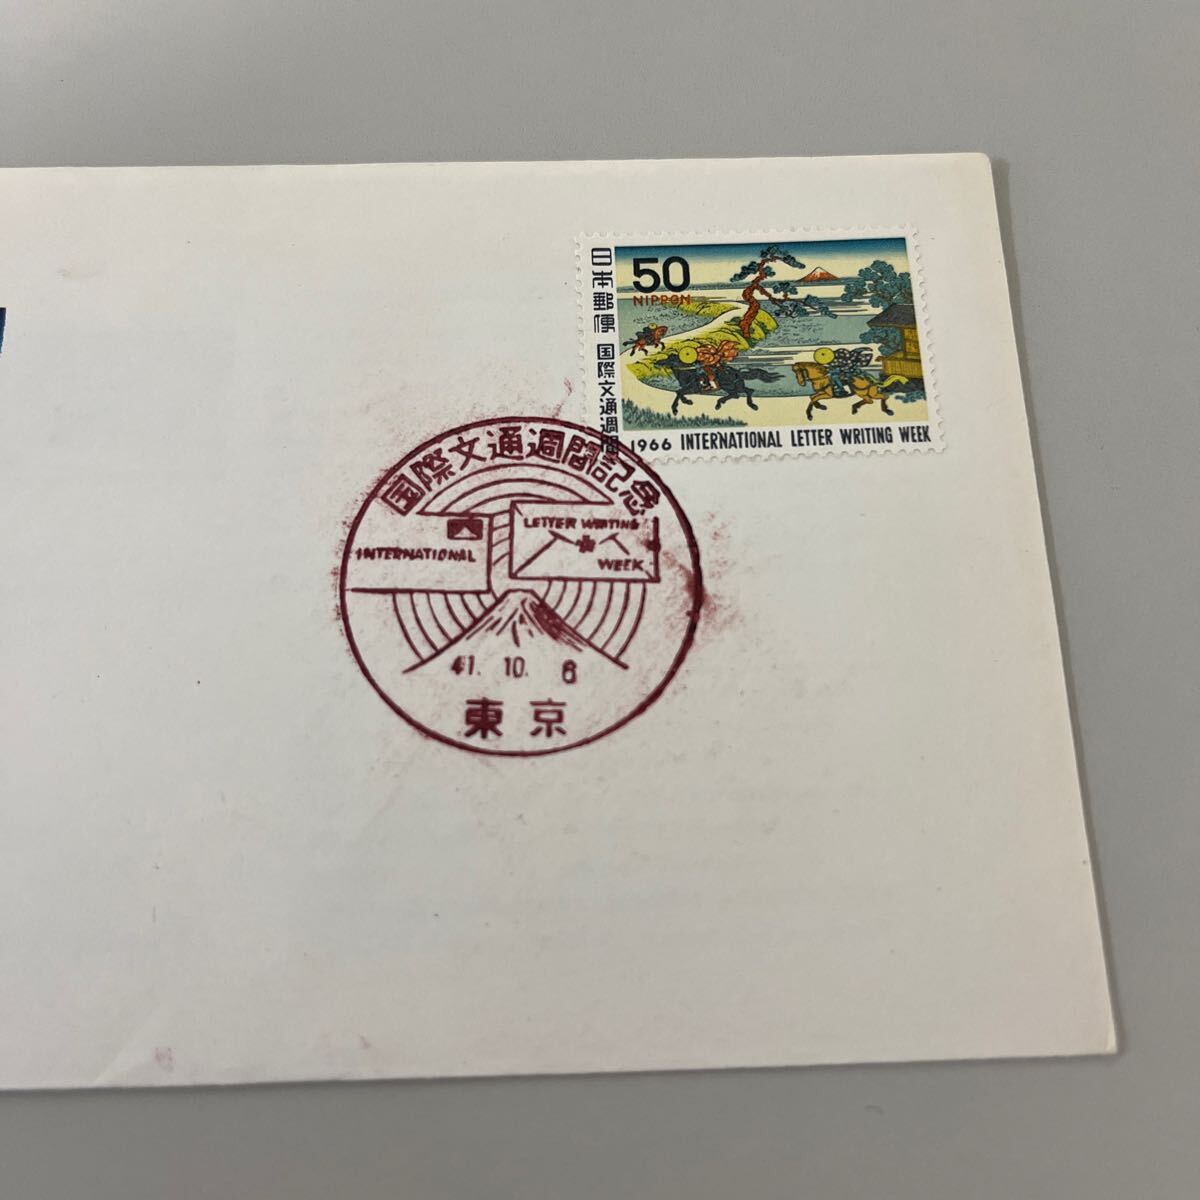 日本郵便 国際文通週間
50
NIPPON
1966 INTERNATIONAL LETTER WRITING WEEK
国際文通週間記念
INTERNATIONAL
LETTER WRITING
WEEK
41. 10. 6
東京